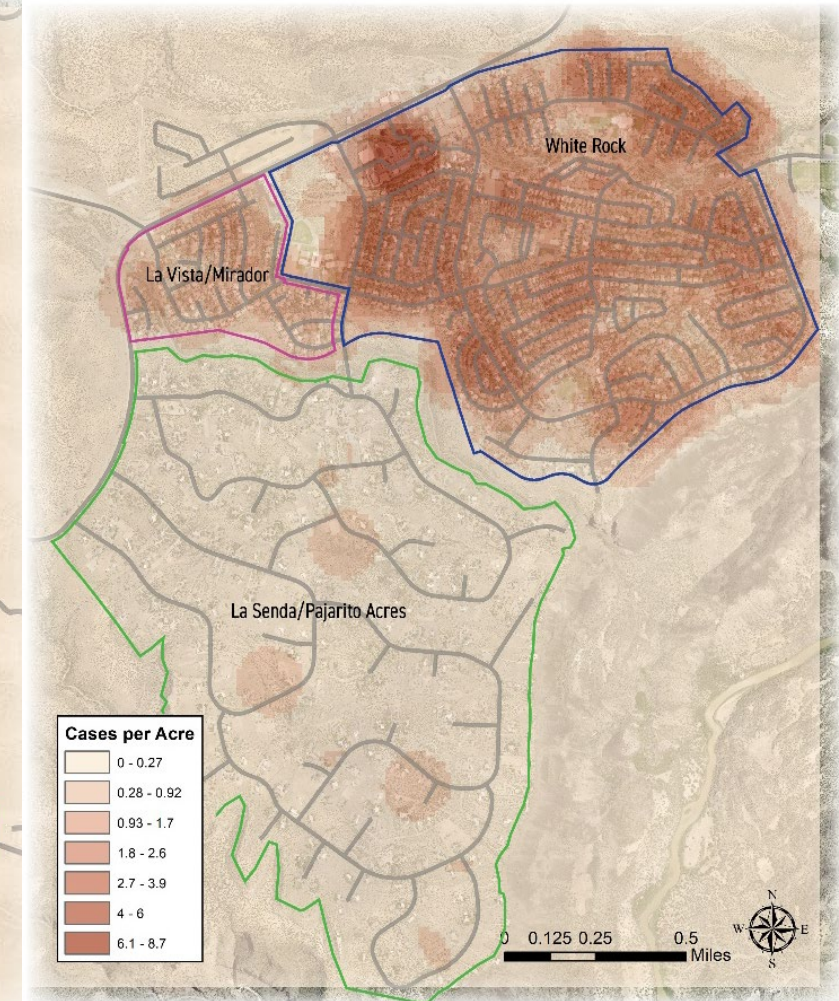 White Rock
La Vista/Mirador
La Senda/Pajarito Acres
Cases per Acre
0 - 0.27
0.28 - 0.92
0.93 - 1.7
1.8 - 2.6
2.7 - 3.9
4 - 6
6.1 - 8.7
N
W E
S
0 0.125 0.25 0.5
Miles